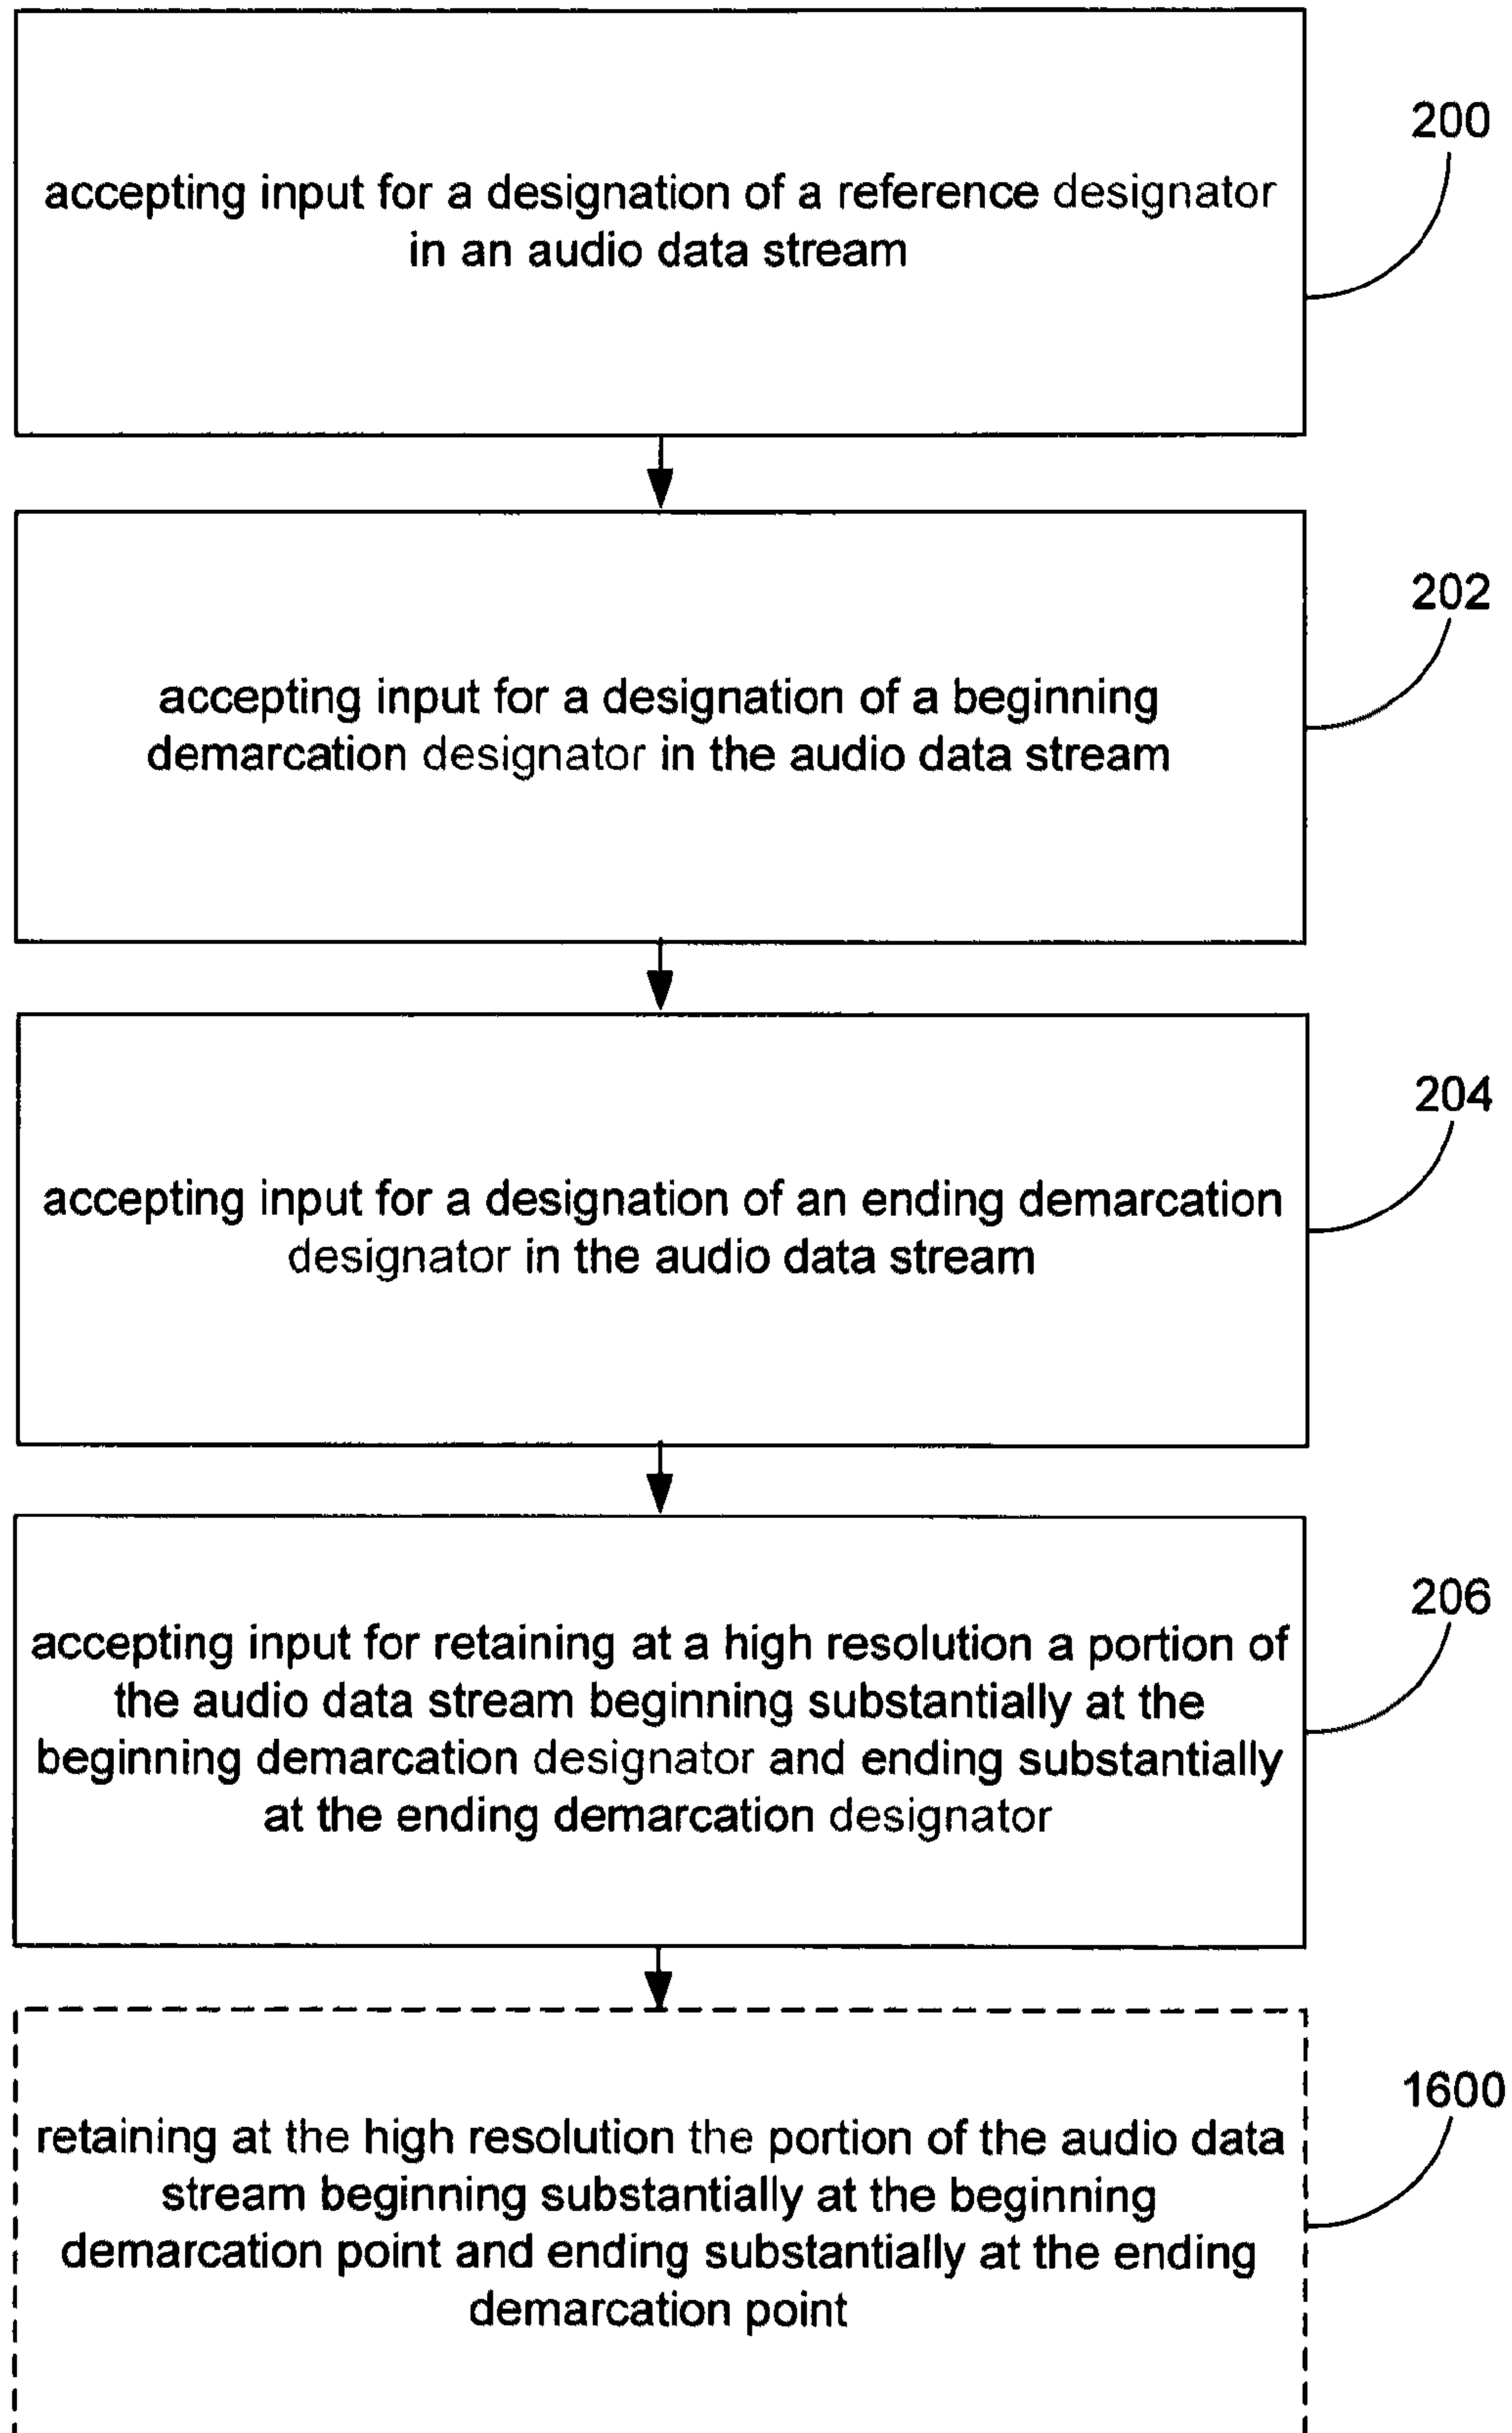 200
accepting input for a designation of a reference designator
in an audio data stream
202
accepting input for a designation of a beginning
demarcation designator in the audio data stream
204
accepting input for a designation of an ending demarcation
designator in the audio data stream
206
accepting input for retaining at a high resolution a portion of
the audio data stream beginning substantially at the
beginning demarcation designator and ending substantially
at the ending demarcation designator
1600
retaining at the high resolution the portion of the audio data
stream beginning substantially at the beginning
demarcation point and ending substantially at the ending
demarcation point